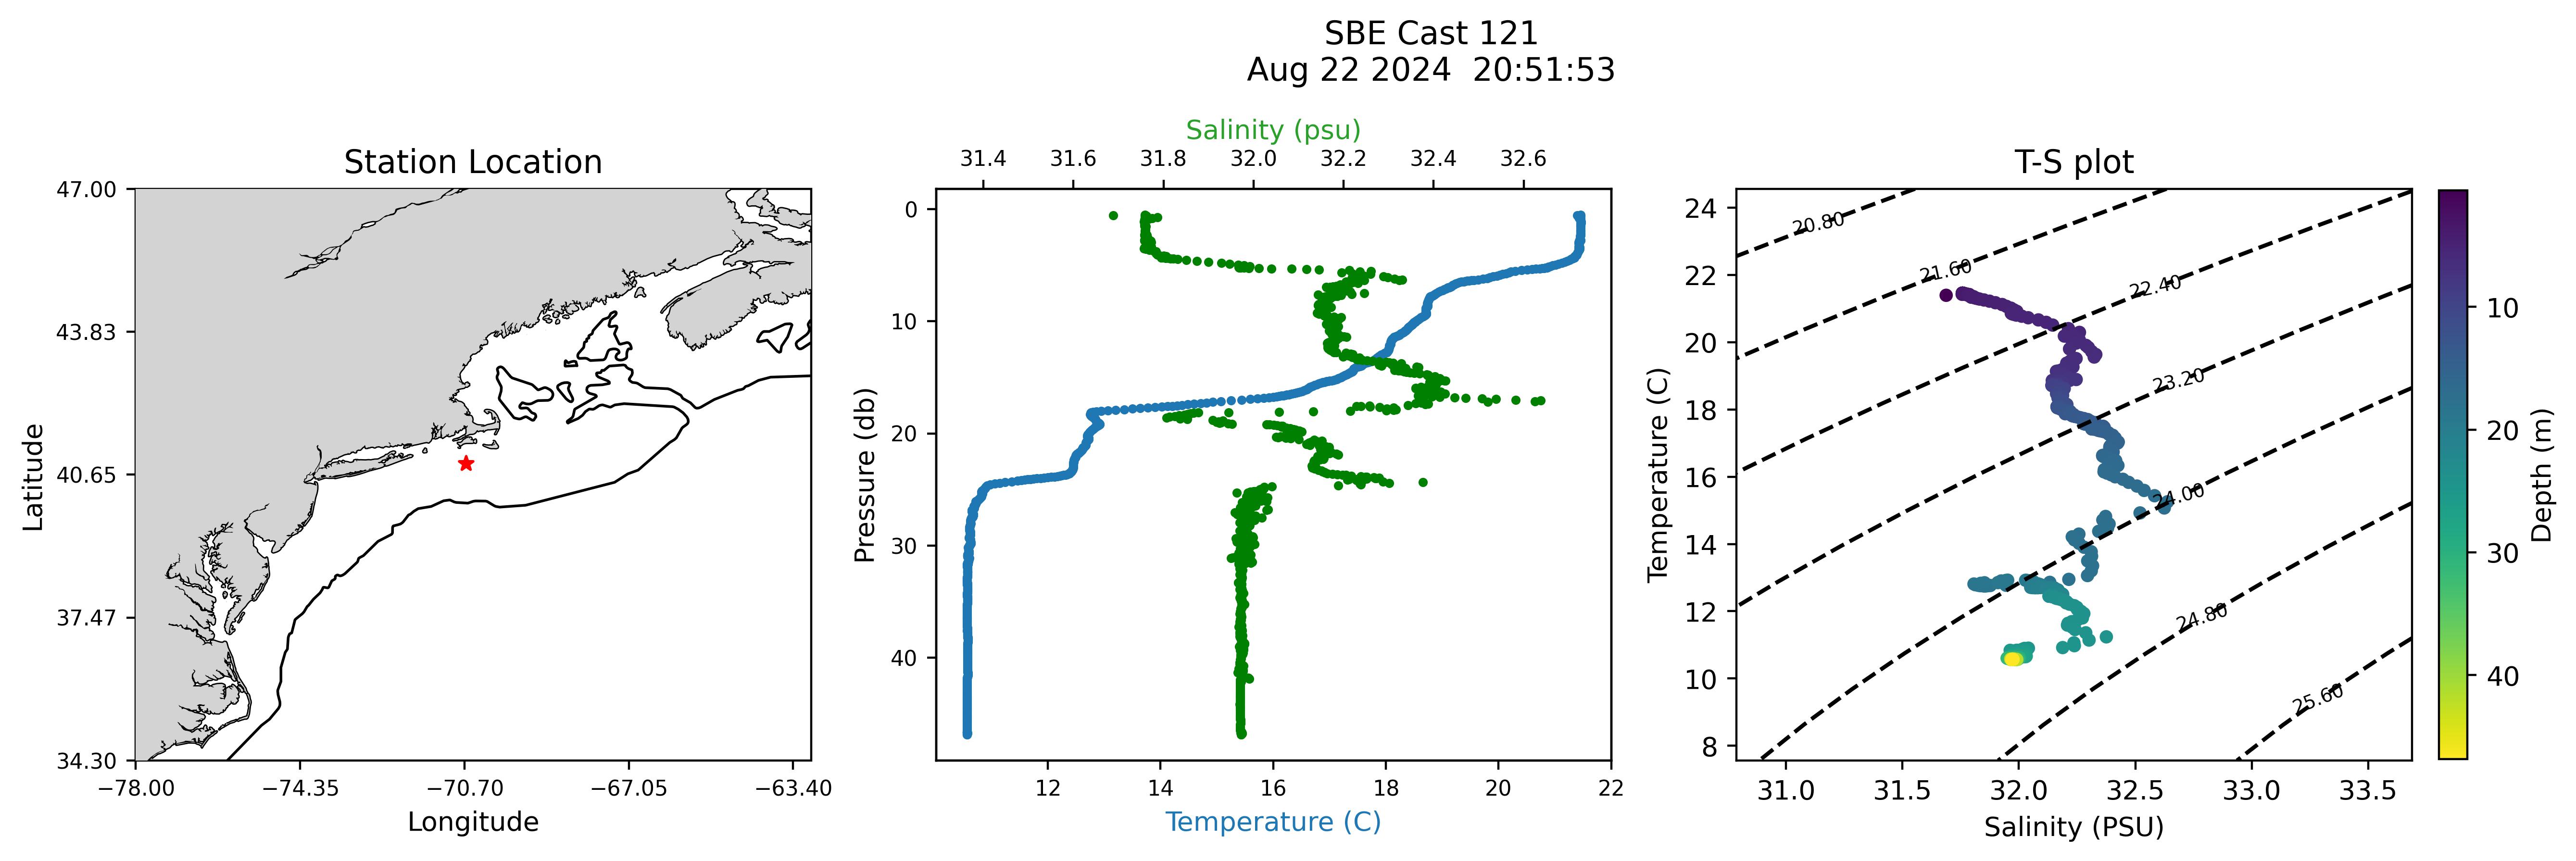 SBE Cast 121
Aug 22 2024  20:51:53
Station Location
47.00
43.83
40.65
37.47
34.30
Latitude
−78.00 −74.35 −70.70 −67.05 −63.40
Longitude
Salinity (psu)
31.4 31.6 31.8 32.0 32.2 32.4 32.6
0
10
20
30
40
Pressure (db)
12 14 16 18 20 22
Temperature (C)
T-S plot
24
22
20
18
16
14
12
10
8
Temperature (C)
20.80
21.60
22.40
23.20
24.00
24.80
25.60
31.0 31.5 32.0 32.5 33.0 33.5
Salinity (PSU)
10
20
30
40
Depth (m)